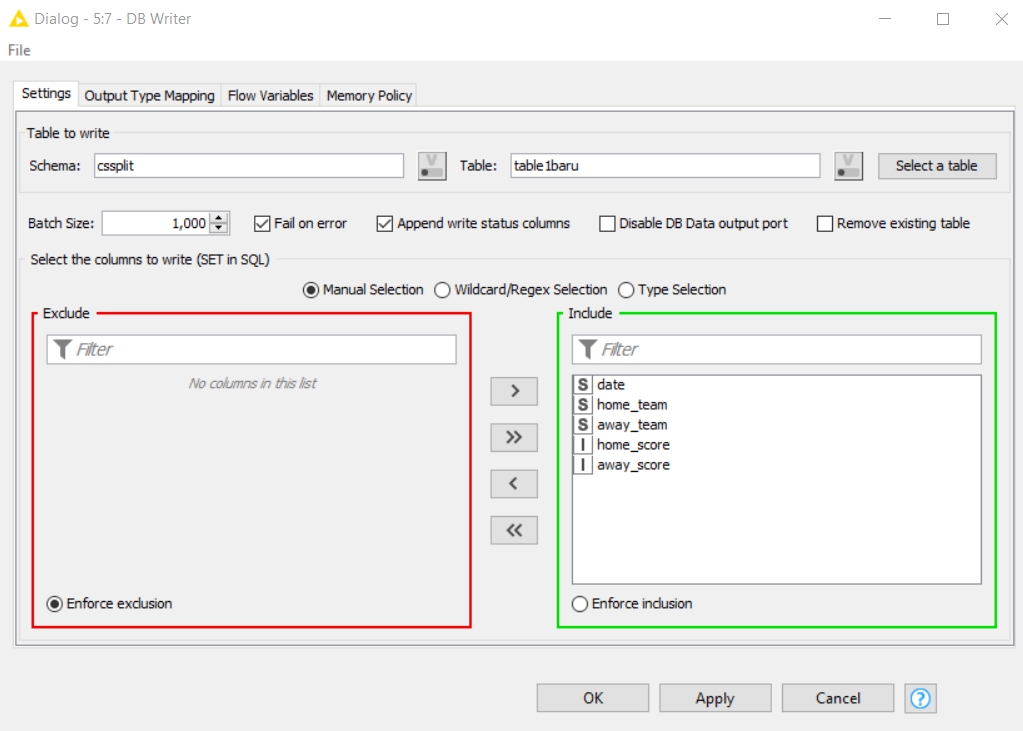 Dialog - 5:7 - DB Writer
File
Settings Output Type Mapping Flow Variables Memory Policy
Table to write
Schema: cssplit V Table: table1baru V Select a table
Batch Size: 1,000 Fail on error Append write status columns Disable DB Data output port Remove existing table
Select the columns to write (SET in SQL)
Manual Selection Wildcard/Regex Selection Type Selection
Exclude Include
Filter Filter
No columns in this list
S date
S home_team
S away_team
I home_score
I away_score
>
>>
<
<<
Enforce exclusion Enforce inclusion
OK Apply Cancel ?